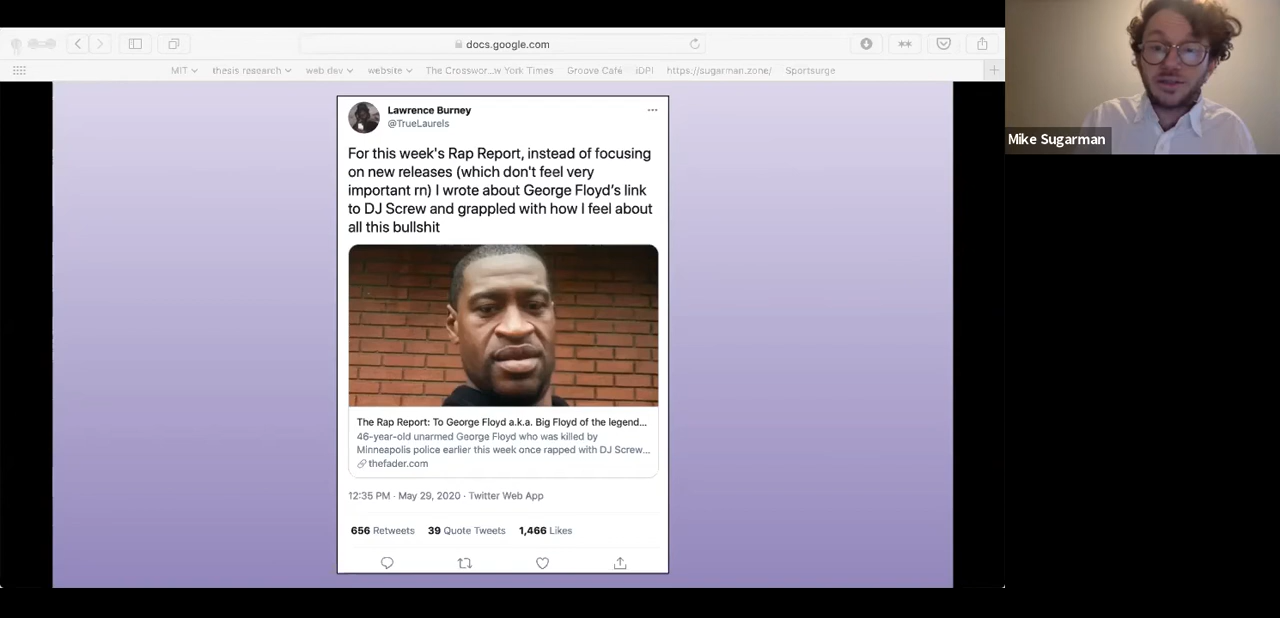 docs.google.com
MIT
thesis research
web dev
website
The Crosswor...w York Times
Groove Café
iDPI
https://sugarman.zone/
Sportsurge
Mike Sugarman
Lawrence Burney
@TrueLaurels
For this week's Rap Report, instead of focusing
on new releases (which don't feel very
important rn) I wrote about George Floyd's link
to DJ Screw and grappled with how I feel about
all this bullshit
The Rap Report: To George Floyd a.k.a. Big Floyd of the legend...
46-year-old unarmed George Floyd who was killed by
Minneapolis police earlier this week once rapped with DJ Screw...
thefader.com
12:35 PM · May 29, 2020 · Twitter Web App
656 Retweets 39 Quote Tweets 1,466 Likes